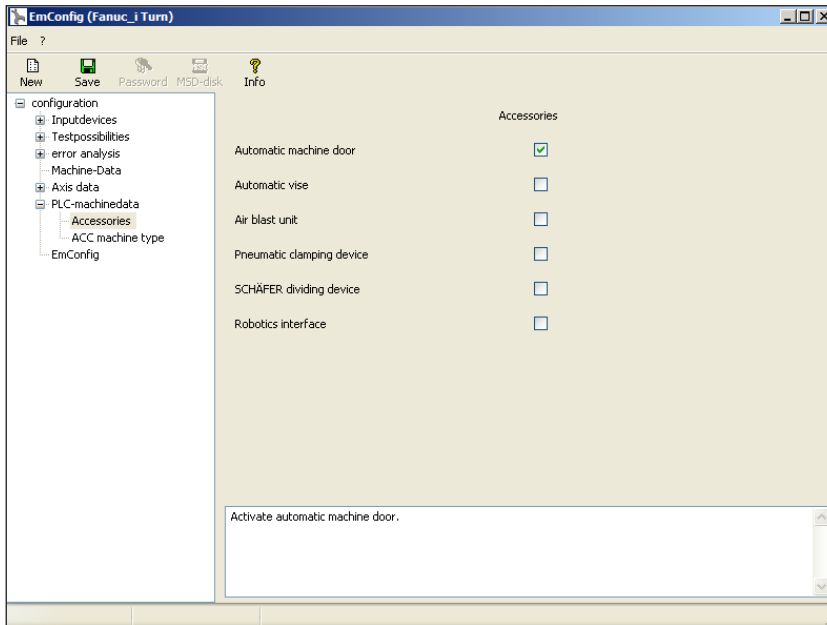 EmConfig (Fanuc_i Turn)
File ?
New Save Password MSD-disk Info
configuration
Inputdevices
Testpossibilities
error analysis
Machine-Data
Axis data
PLC-machinedata
Accessories
ACC machine type
EmConfig
Accessories
Automatic machine door
Automatic vise
Air blast unit
Pneumatic clamping device
SCHÄFER dividing device
Robotics interface
Activate automatic machine door.